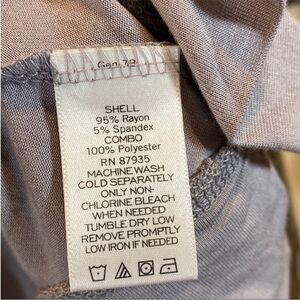 SHELL
95% Rayon
5% Spandex
COMBO
100% Polyester
RN 87935
MACHINE WASH
COLD SEPARATELY
ONLY NON-
CHLORINE BLEACH
WHEN NEEDED
TUMBLE DRY LOW
REMOVE PROMPTLY
LOW IRON IF NEEDED